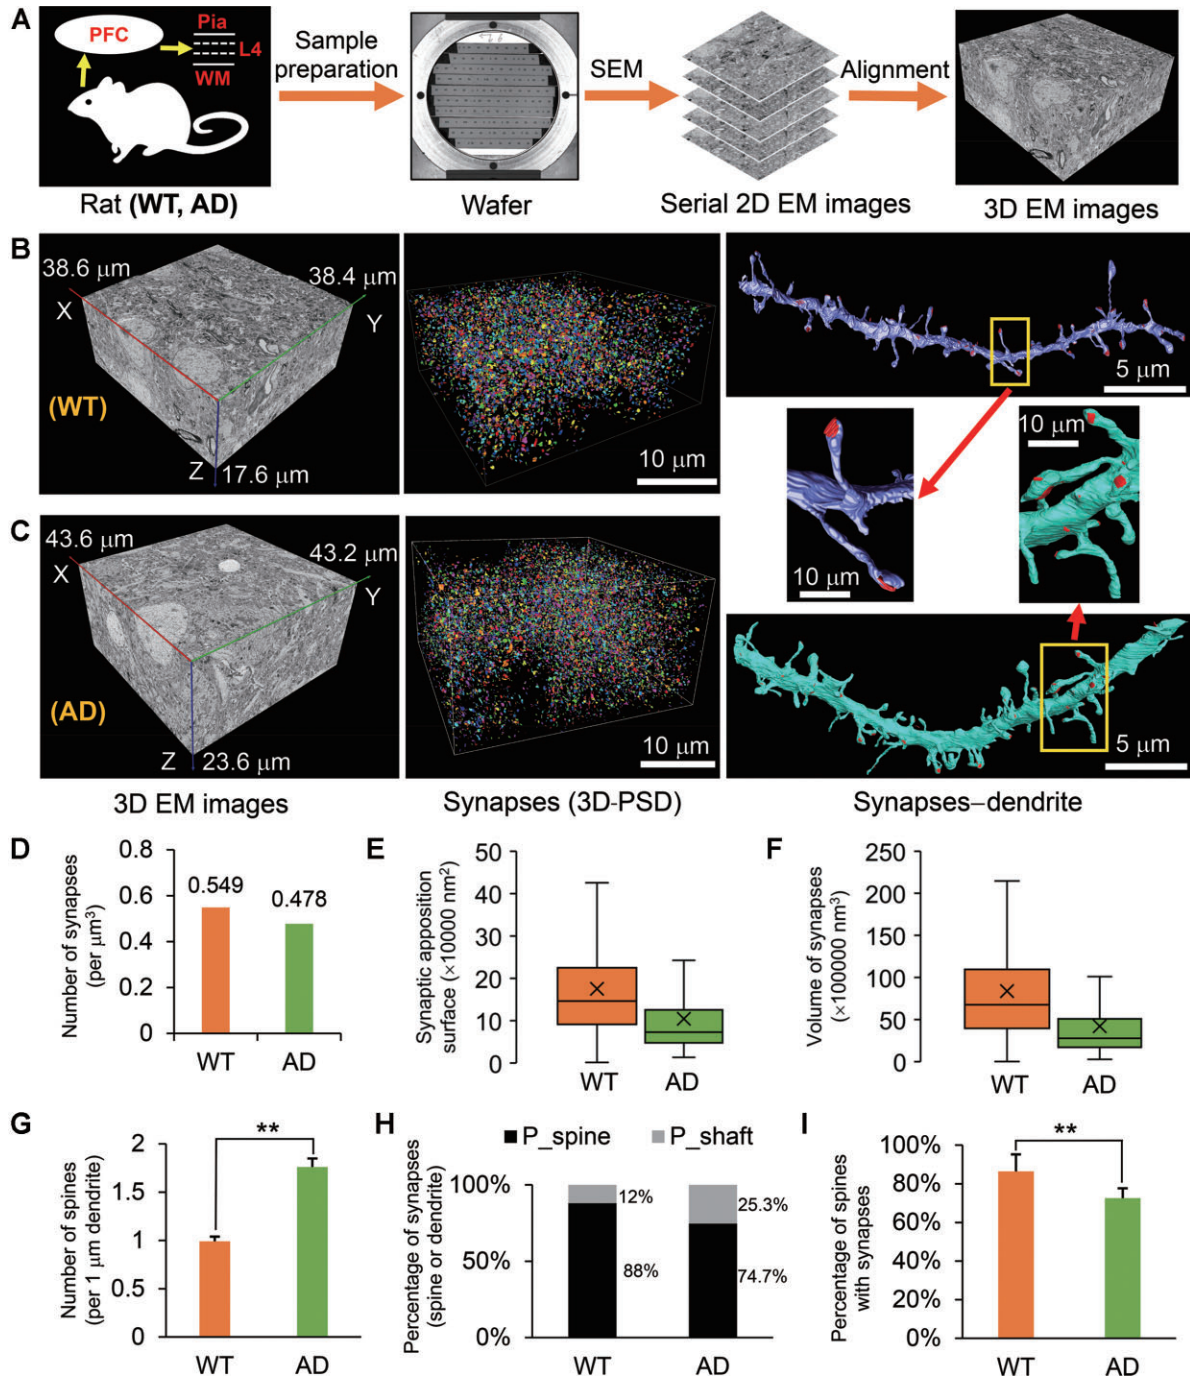 A
PFC
Pia
L4
WM
Sample
preparation
SEM
Alignment
Rat (WT, AD)
Wafer
Serial 2D EM images
3D EM images
B
38.6 µm
38.4 µm
X
Y
(WT)
Z
17.6 µm
10 µm
5 µm
10 µm
10 µm
C
43.6 µm
43.2 µm
X
Y
(AD)
Z
23.6 µm
10 µm
5 µm
3D EM images
Synapses (3D-PSD)
Synapses–dendrite
D
Number of synapses
(per µm³)
0.8
0.6
0.4
0.2
0
0.549
0.478
WT
AD
E
Synaptic apposition
surface (×10000 nm²)
50
40
30
20
10
0
WT
AD
F
Volume of synapses
(×100000 nm³)
250
200
150
100
50
0
WT
AD
G
Number of spines
(per 1 µm dendrite)
2
1.5
1
0.5
0
**
WT
AD
H
P_spine
P_shaft
Percentage of synapses
(spine or dendrite)
100%
50%
0%
12%
88%
25.3%
74.7%
WT
AD
I
Percentage of spines
with synapses
100%
80%
60%
40%
20%
0%
**
WT
AD